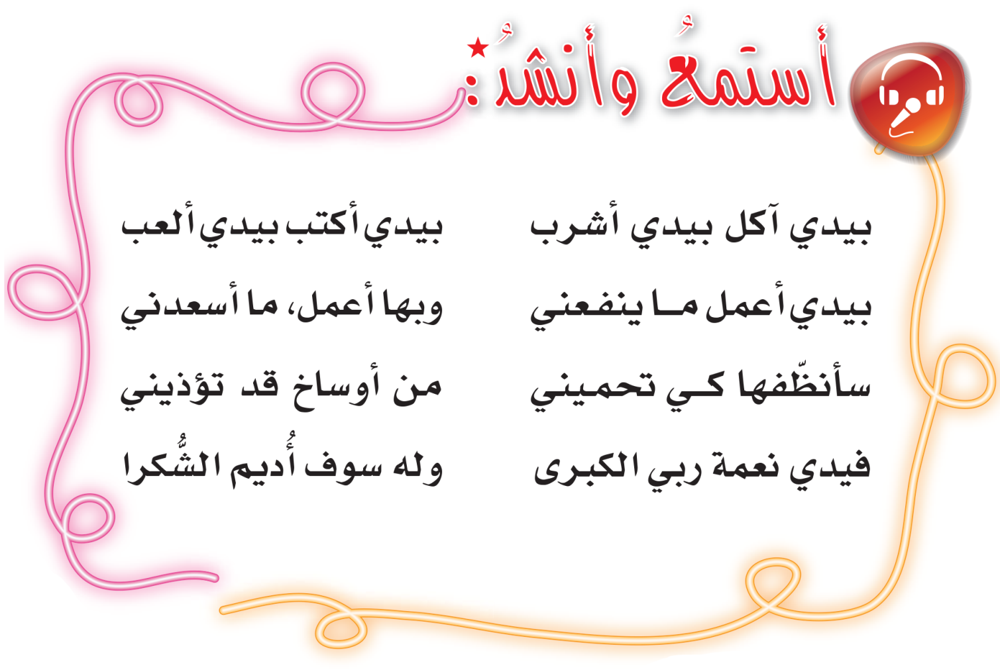 أستمعُ وأنشدُ:*
بيدي آكل بيدي أشرب بيدي أكتب بيدي ألعب
بيدي أعمل مـا ينفعني وبها أعمل، ما أسعدني
سأنظّفها كي تحميني من أوساخ قد تؤذيني
فيدي نعمة ربي الكبرى وله سوف أُديم الشُّكرا